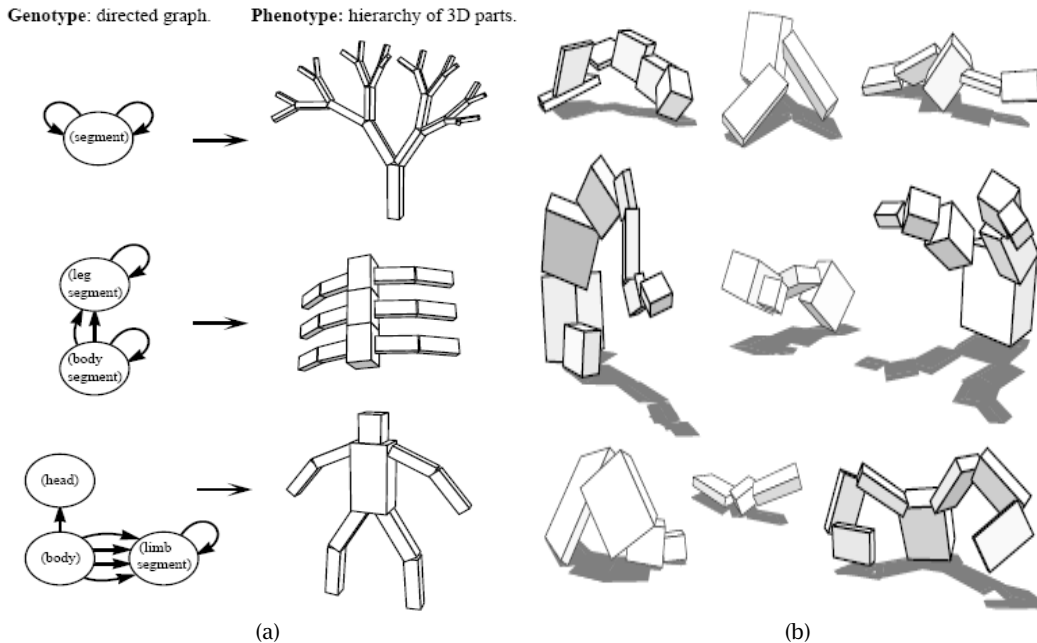 Genotype: directed graph.
Phenotype: hierarchy of 3D parts.
(segment)
(leg
segment)
(body
segment)
(head)
(body)
(limb
segment)
(a)
(b)